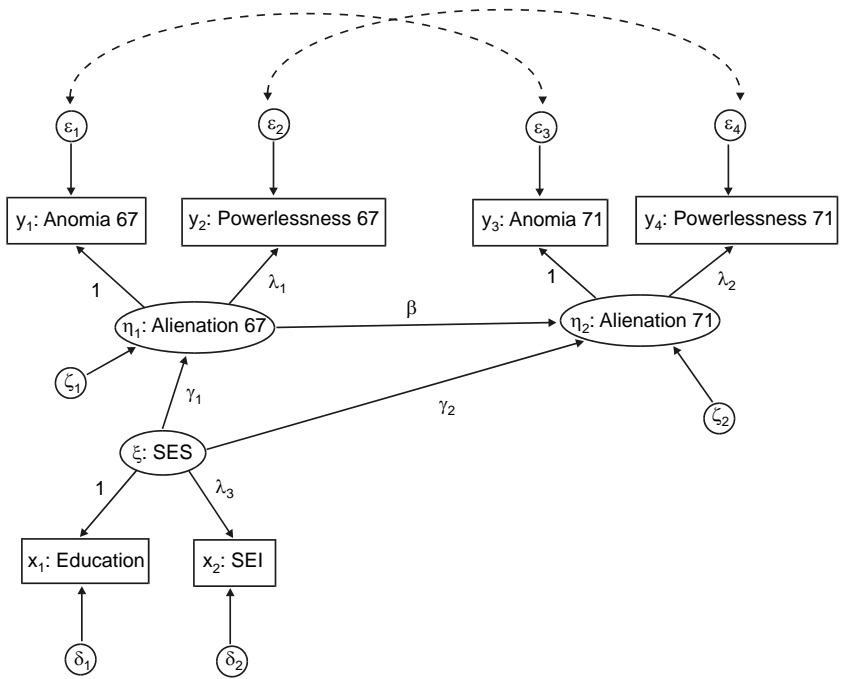 ε₁
ε₂
ε₃
ε₄
y₁: Anomia 67
y₂: Powerlessness 67
y₃: Anomia 71
y₄: Powerlessness 71
1
λ₁
1
λ₂
η₁: Alienation 67
β
η₂: Alienation 71
ζ₁
γ₁
γ₂
ζ₂
ξ: SES
1
λ₃
x₁: Education
x₂: SEI
δ₁
δ₂